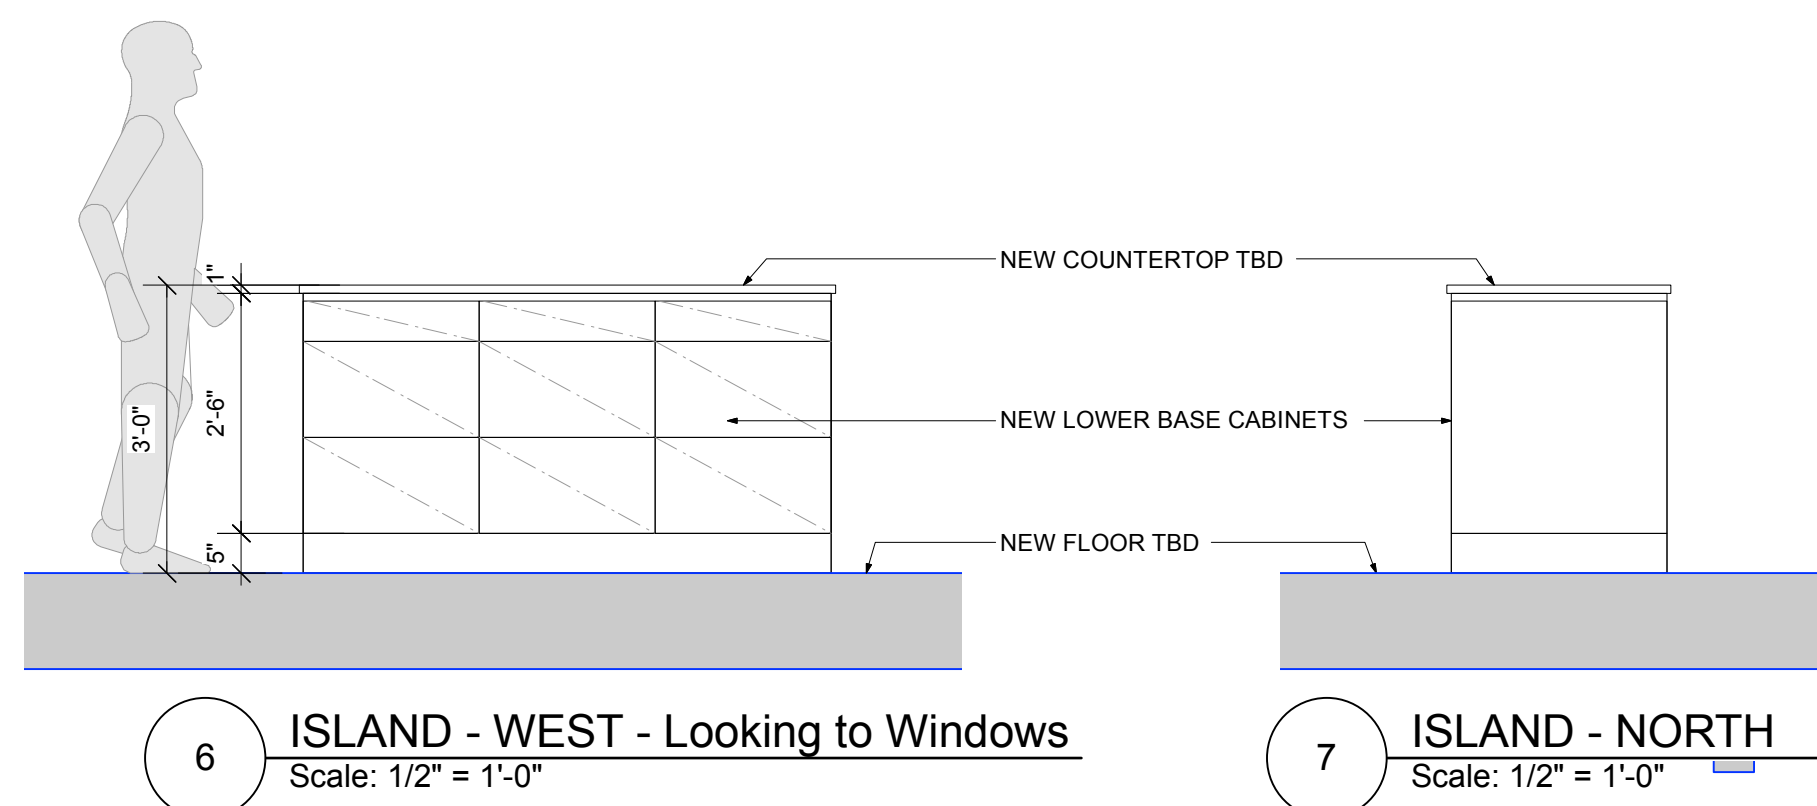 1"
NEW COUNTERTOP TBD
3'-0"
2'-6"
NEW LOWER BASE CABINETS
5"
NEW FLOOR TBD
6
ISLAND - WEST - Looking to Windows
Scale: 1/2" = 1'-0"
7
ISLAND - NORTH
Scale: 1/2" = 1'-0"